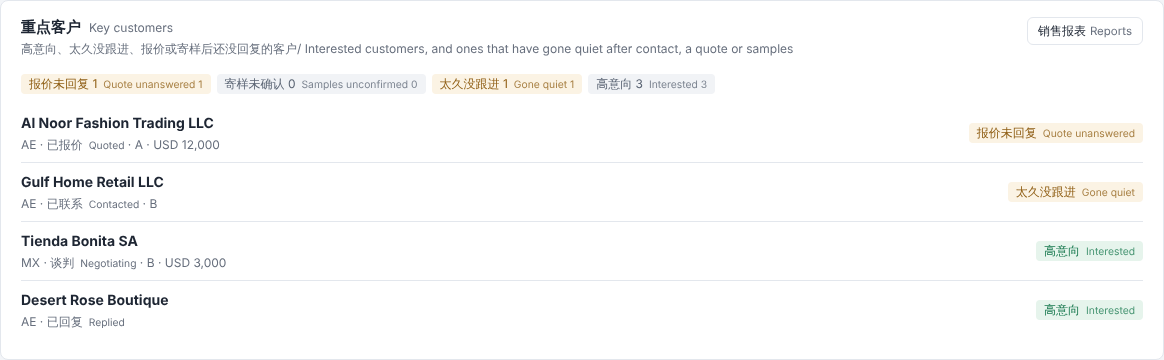 重点客户 Key customers
销售报表 Reports
高意向、太久没跟进、报价或寄样后还没回复的客户/ Interested customers, and ones that have gone quiet after contact, a quote or samples
报价未回复 1 Quote unanswered 1 寄样未确认 0 Samples unconfirmed 0 太久没跟进 1 Gone quiet 1 高意向 3 Interested 3
Al Noor Fashion Trading LLC
AE · 已报价 Quoted · A · USD 12,000
报价未回复 Quote unanswered
Gulf Home Retail LLC
AE · 已联系 Contacted · B
太久没跟进 Gone quiet
Tienda Bonita SA
MX · 谈判 Negotiating · B · USD 3,000
高意向 Interested
Desert Rose Boutique
AE · 已回复 Replied
高意向 Interested